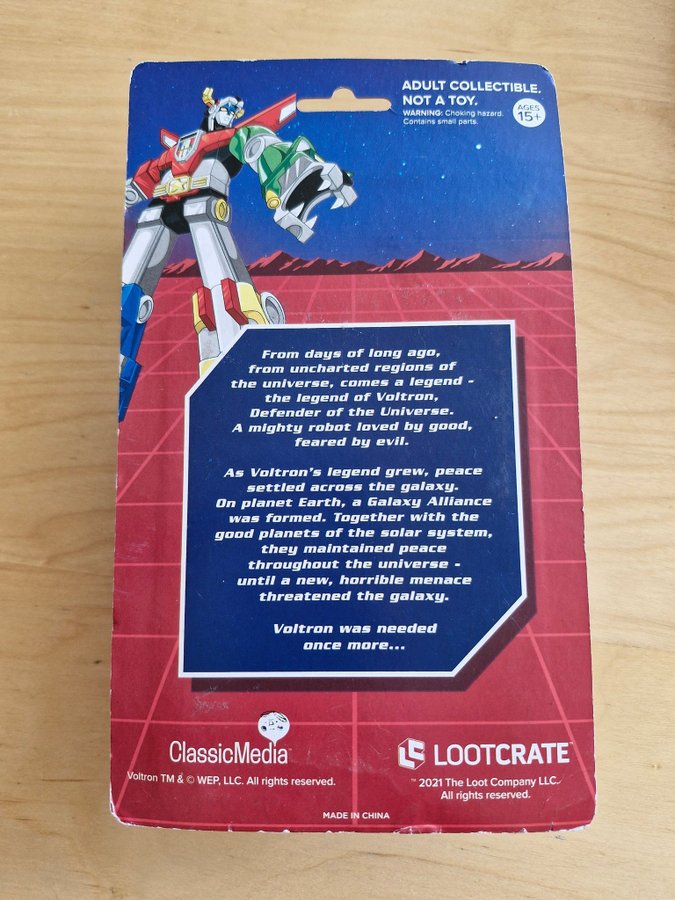 ADULT COLLECTIBLE.
NOT A TOY.
WARNING: Choking hazard.
Contains small parts.
AGES
15+
From days of long ago,
from uncharted regions of
the universe, comes a legend -
the legend of Voltron,
Defender of the Universe.
A mighty robot loved by good,
feared by evil.
As Voltron's legend grew, peace
settled across the galaxy.
On planet Earth, a Galaxy Alliance
was formed. Together with the
good planets of the solar system,
they maintained peace
throughout the universe -
until a new, horrible menace
threatened the galaxy.
Voltron was needed
once more...
ClassicMedia
Voltron TM & © WEP, LLC. All rights reserved.
LOOTCRATE
™ 2021 The Loot Company LLC.
All rights reserved.
MADE IN CHINA